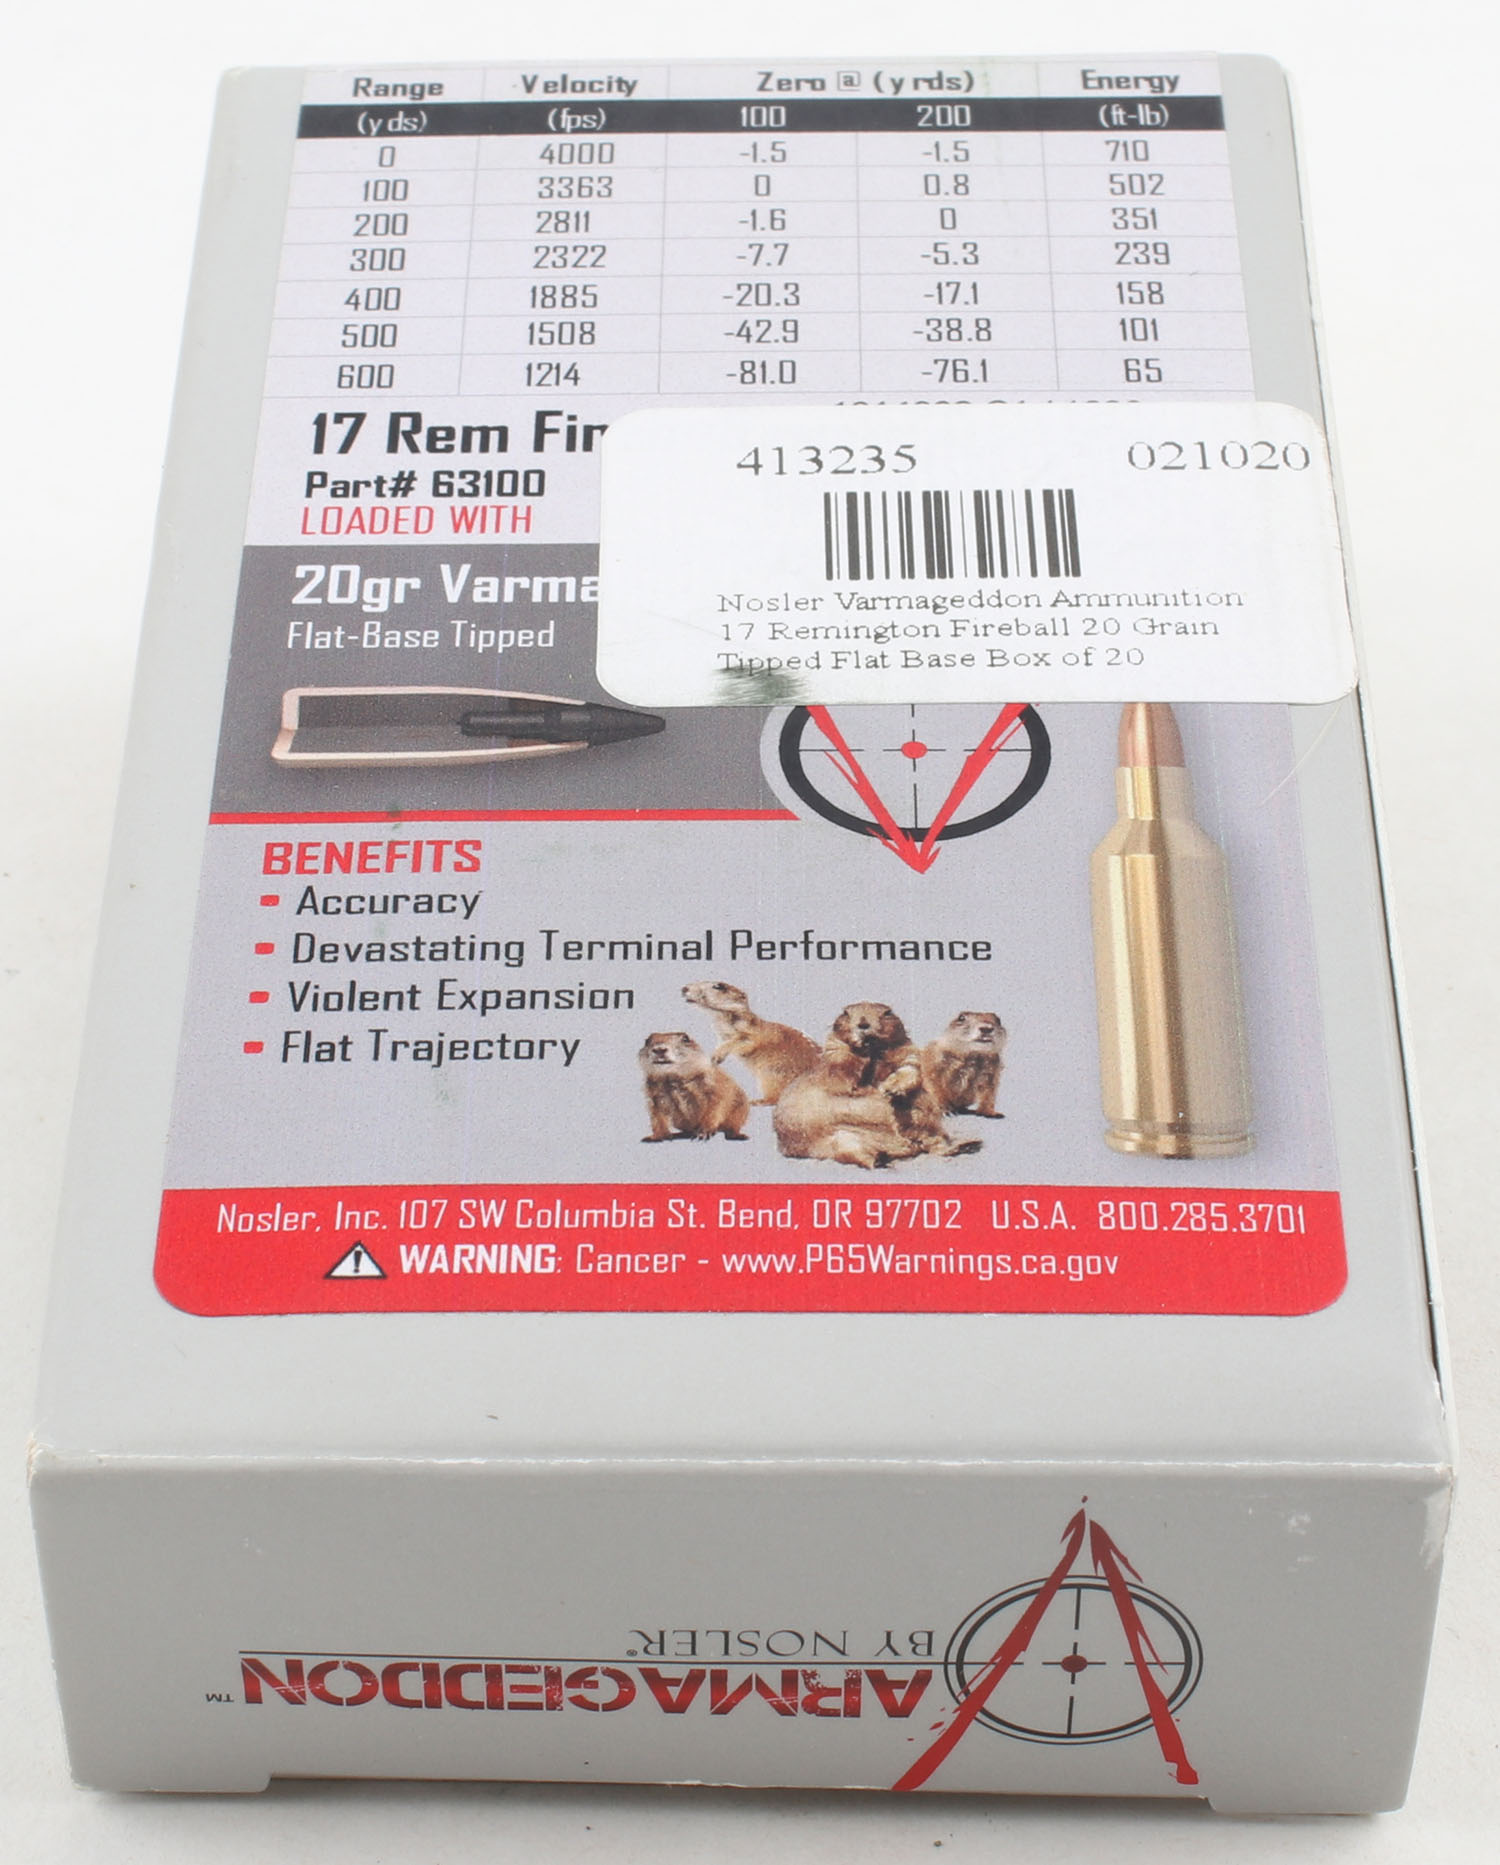 Range Velocity Zero @ (yrds) Energy
(yds) (fps) 100 200 (ft-lb)
0 4000 -1.5 -1.5 710
100 3363 0 0.8 502
200 2811 -1.6 0 351
300 2322 -7.7 -5.3 239
400 1885 -20.3 -17.1 158
500 1508 -42.9 -38.8 101
600 1214 -81.0 -76.1 65
17 Rem
Part# 63100
LOADED WITH
20gr
Flat-Base Tipped
413235 021020
Nosler Varmageddon Ammunition
17 Remington Fireball 20 Grain
Tipped Flat Base Box of 20
BENEFITS
- Accuracy
- Devastating Terminal Performance
- Violent Expansion
- Flat Trajectory
Nosler, Inc. 107 SW Columbia St. Bend, OR 97702 U.S.A. 800.285.3701
WARNING: Cancer - www.P65Warnings.ca.gov
VARMAGEDDON™
BY NOSLER®